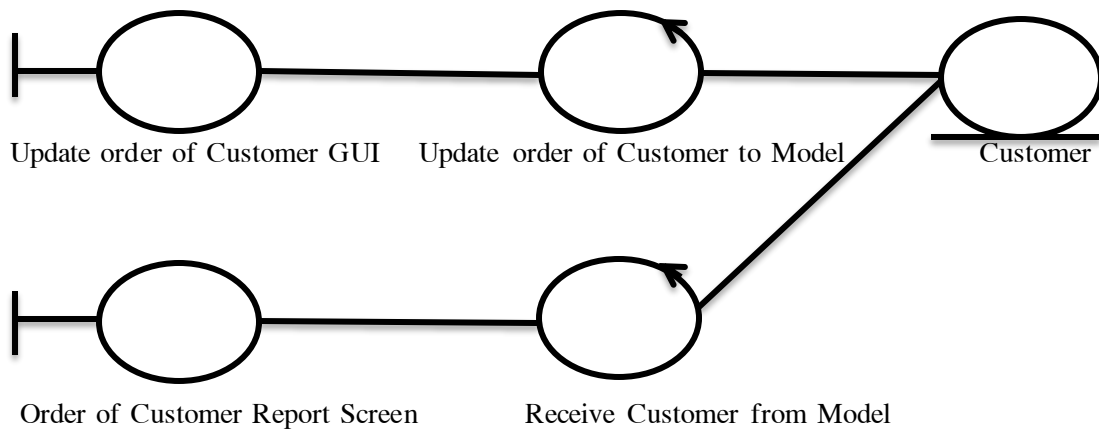 Update order of Customer GUI
Update order of Customer to Model
Customer
Order of Customer Report Screen
Receive Customer from Model